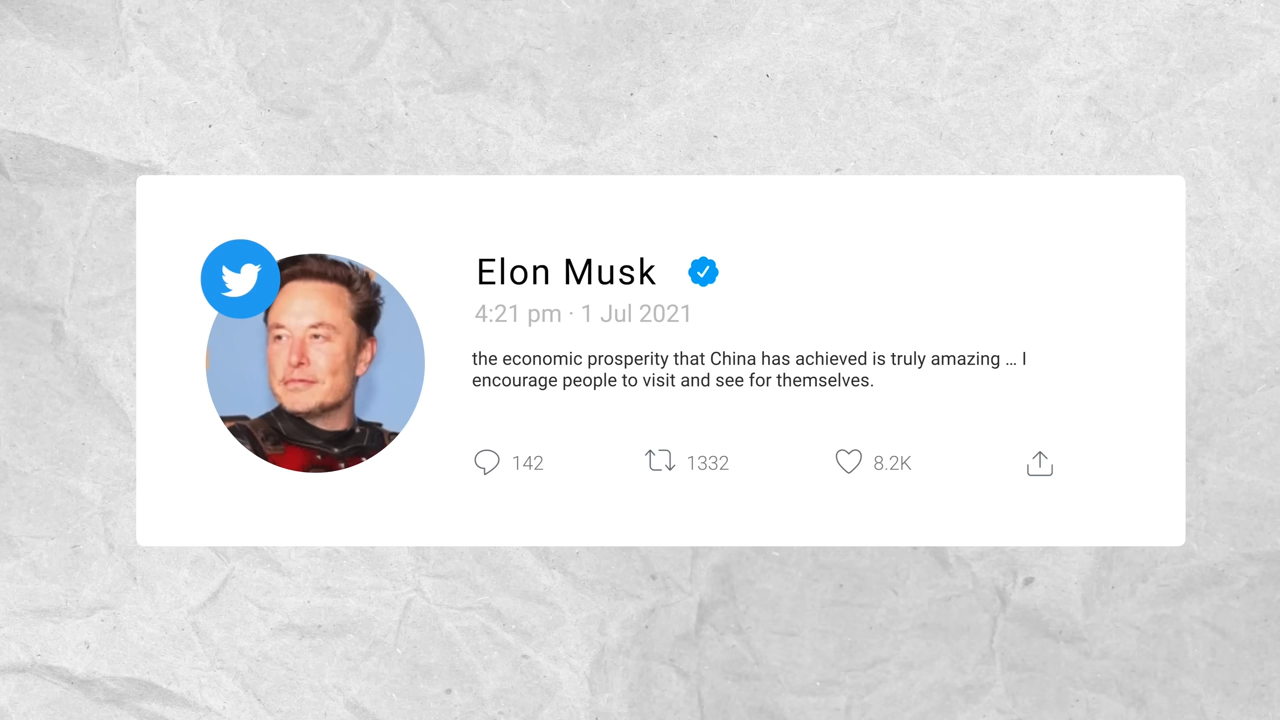 Elon Musk
4:21 pm · 1 Jul 2021
the economic prosperity that China has achieved is truly amazing … I
encourage people to visit and see for themselves.
142 1332 8.2K